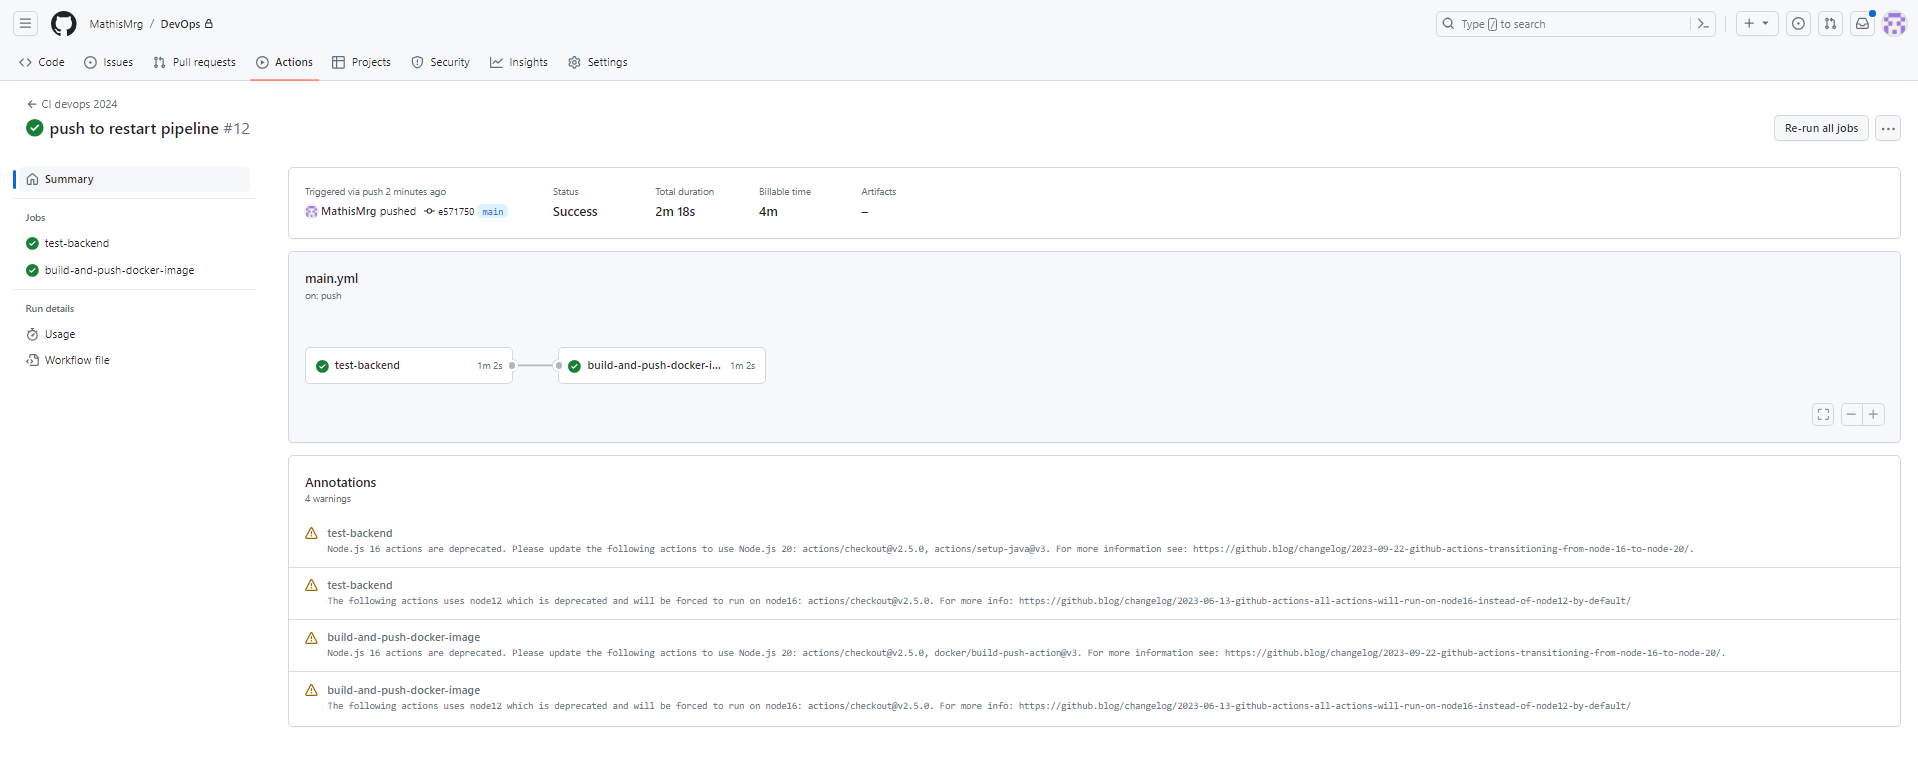 MathisMrg / DevOps
Type / to search
Code Issues Pull requests Actions Projects Security Insights Settings
CI devops 2024
push to restart pipeline #12
Re-run all jobs
Summary
Jobs
test-backend
build-and-push-docker-image
Run details
Usage
Workflow file
Triggered via push 2 minutes ago
MathisMrg pushed e571750 main
Status
Success
Total duration
2m 18s
Billable time
4m
Artifacts
–
main.yml
on: push
test-backend 1m 2s
build-and-push-docker-i... 1m 2s
Annotations
4 warnings
test-backend
Node.js 16 actions are deprecated. Please update the following actions to use Node.js 20: actions/checkout@v2.5.0, actions/setup-java@v3. For more information see: https://github.blog/changelog/2023-09-22-github-actions-transitioning-from-node-16-to-node-20/.
test-backend
The following actions uses node12 which is deprecated and will be forced to run on node16: actions/checkout@v2.5.0. For more info: https://github.blog/changelog/2023-06-13-github-actions-all-actions-will-run-on-node16-instead-of-node12-by-default/
build-and-push-docker-image
Node.js 16 actions are deprecated. Please update the following actions to use Node.js 20: actions/checkout@v2.5.0, docker/build-push-action@v3. For more information see: https://github.blog/changelog/2023-09-22-github-actions-transitioning-from-node-16-to-node-20/.
build-and-push-docker-image
The following actions uses node12 which is deprecated and will be forced to run on node16: actions/checkout@v2.5.0. For more info: https://github.blog/changelog/2023-06-13-github-actions-all-actions-will-run-on-node16-instead-of-node12-by-default/